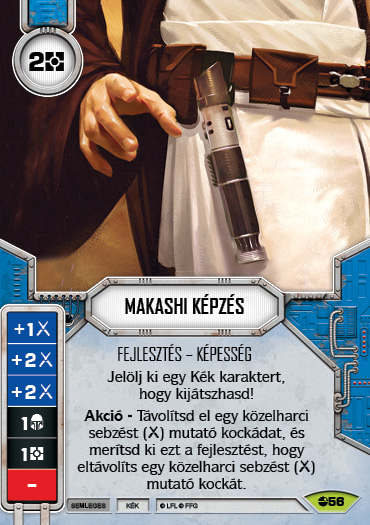 2
MAKASHI KÉPZÉS
FEJLESZTÉS – KÉPESSÉG
Jelölj ki egy Kék karaktert,
hogy kijátszhasd!
Akció - Távolítsd el egy közelharci
sebzést (X) mutató kockádat, és
merítsd ki ezt a fejlesztést, hogy
eltávolíts egy közelharci sebzést (X)
mutató kockát.
+1
+2
+2
1
1
–
SEMLEGES
KÉK
© LFL © FFG
56